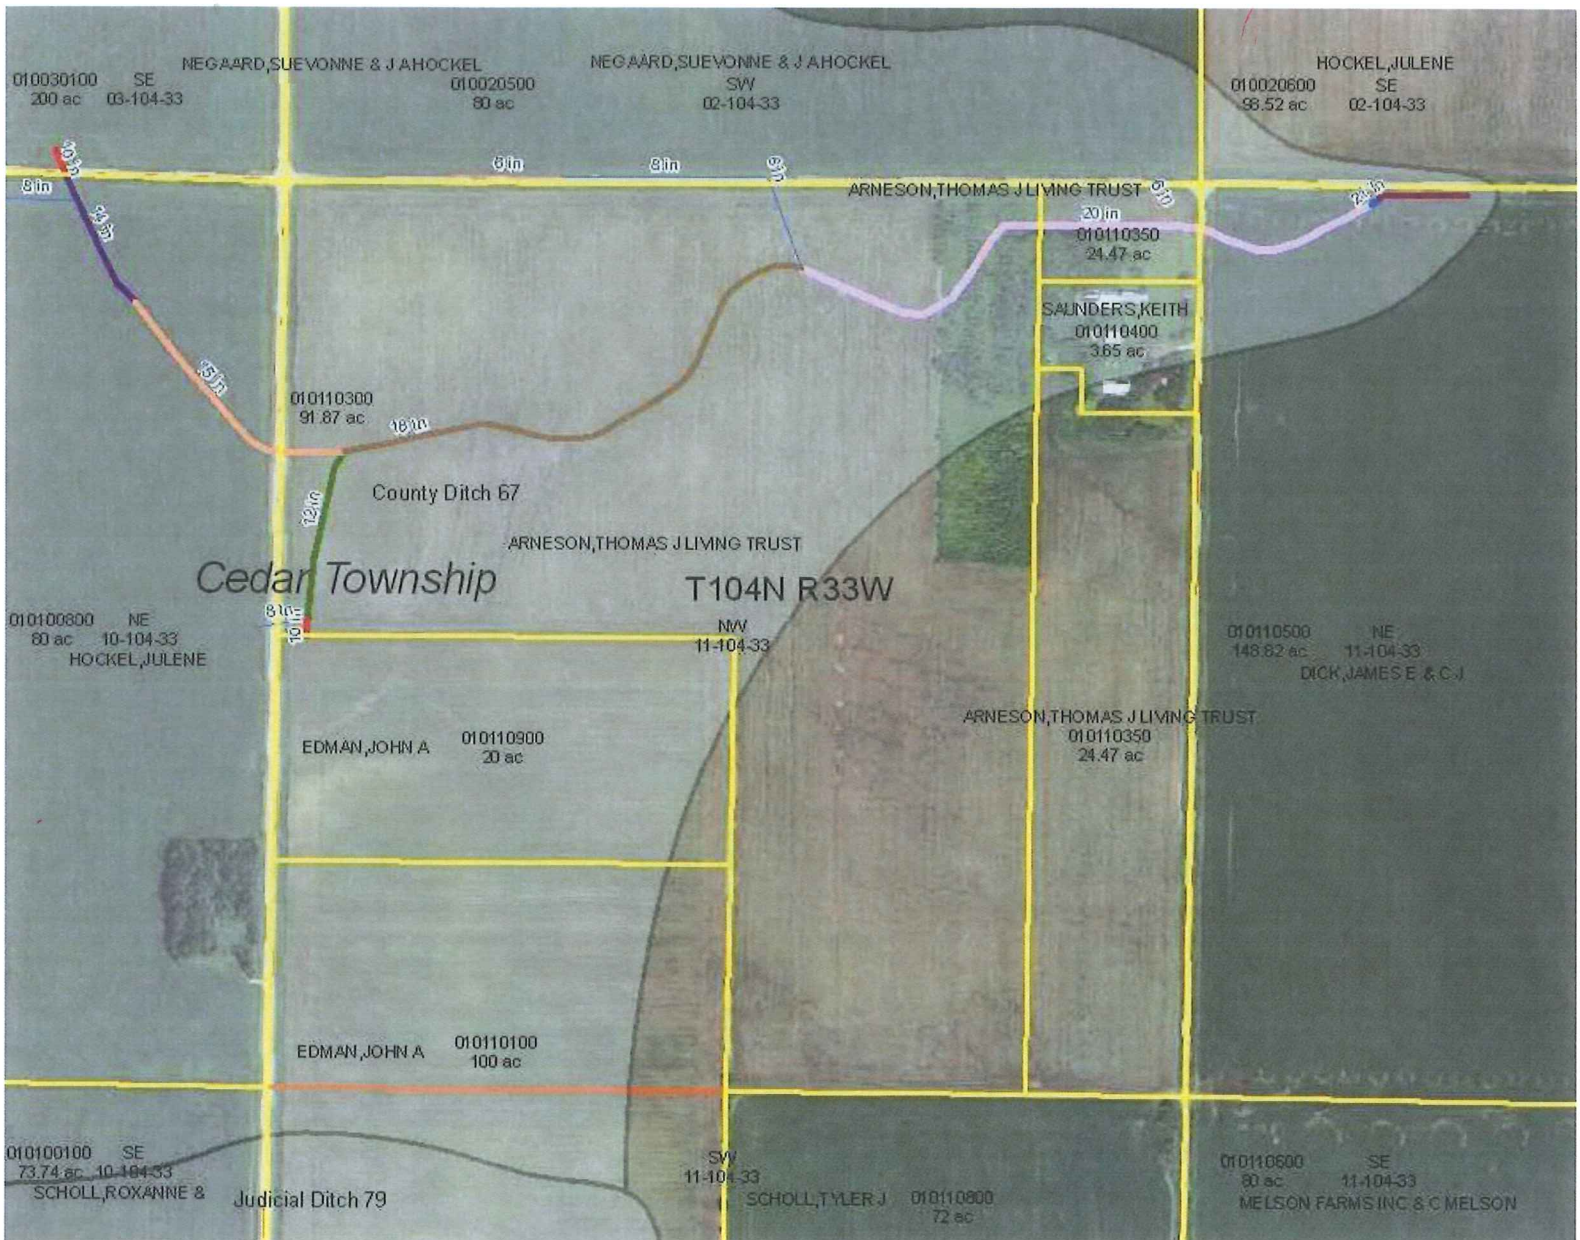 NEGAARD,SUEVONNE & J A HOCKEL
010030100 SE
200 ac 03-104-33
010020500
80 ac
NEGAARD,SUEVONNE & J A HOCKEL
SW
02-104-33
HOCKEL,JULENE
010020600 SE
98.52 ac 02-104-33
10 in
8 in
14 in
6 in
8 in
6 in
ARNESON,THOMAS J LIVING TRUST
6 in
21 in
20 in
010110350
24.47 ac
SAUNDERS,KEITH
010110400
3.65 ac
15 in
010110300
91.87 ac
18 in
12 in
County Ditch 67
ARNESON,THOMAS J LIVING TRUST
Cedar Township
T104N R33W
8 in
10 in
010100800 NE
80 ac 10-104-33
HOCKEL,JULENE
NW
11-104-33
010110500 NE
148.82 ac 11-104-33
DICK,JAMES E & C J
EDMAN,JOHN A
010110900
20 ac
ARNESON,THOMAS J LIVING TRUST
010110350
24.47 ac
EDMAN,JOHN A
010110100
100 ac
010100100 SE
73.74 ac 10-104-33
SCHOLL,ROXANNE &
Judicial Ditch 79
SW
11-104-33
SCHOLL,TYLER J
010110800
72 ac
010110600 SE
80 ac 11-104-33
MELSON FARMS INC & C MELSON